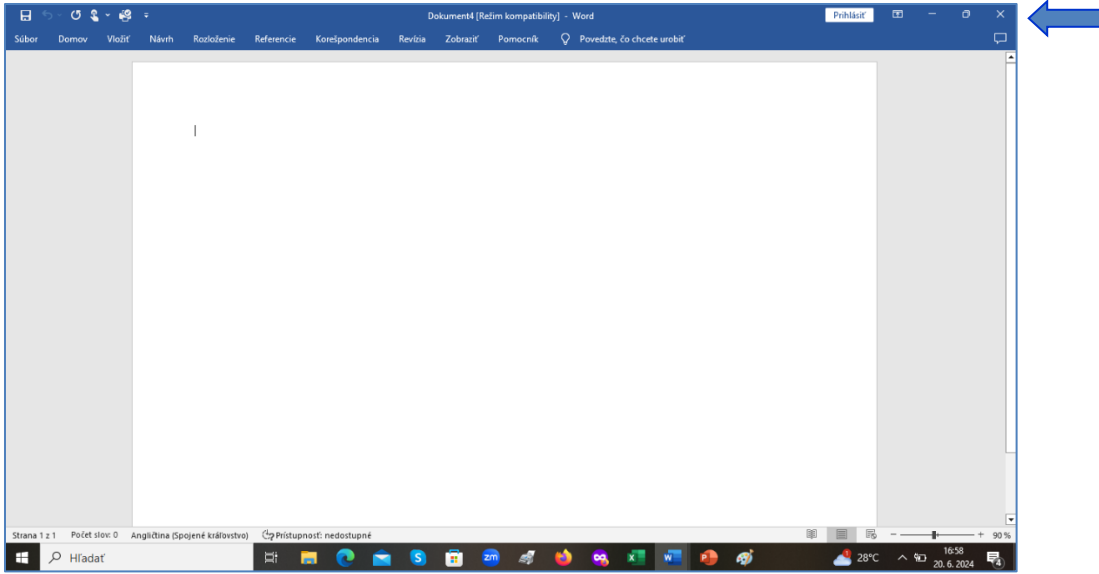 Dokument4 [Režim kompatibility] - Word
Prihlásiť
Súbor Domov Vložiť Návrh Rozloženie Referencie Korešpondencia Revízia Zobraziť Pomocník Povedzte, čo chcete urobiť
Strana 1 z 1 Počet slov: 0 Angličtina (Spojené kráľovstvo) Prístupnosť: nedostupné 90 %
Hľadať S zm X W P 28°C 16:58
20. 6. 2024 4